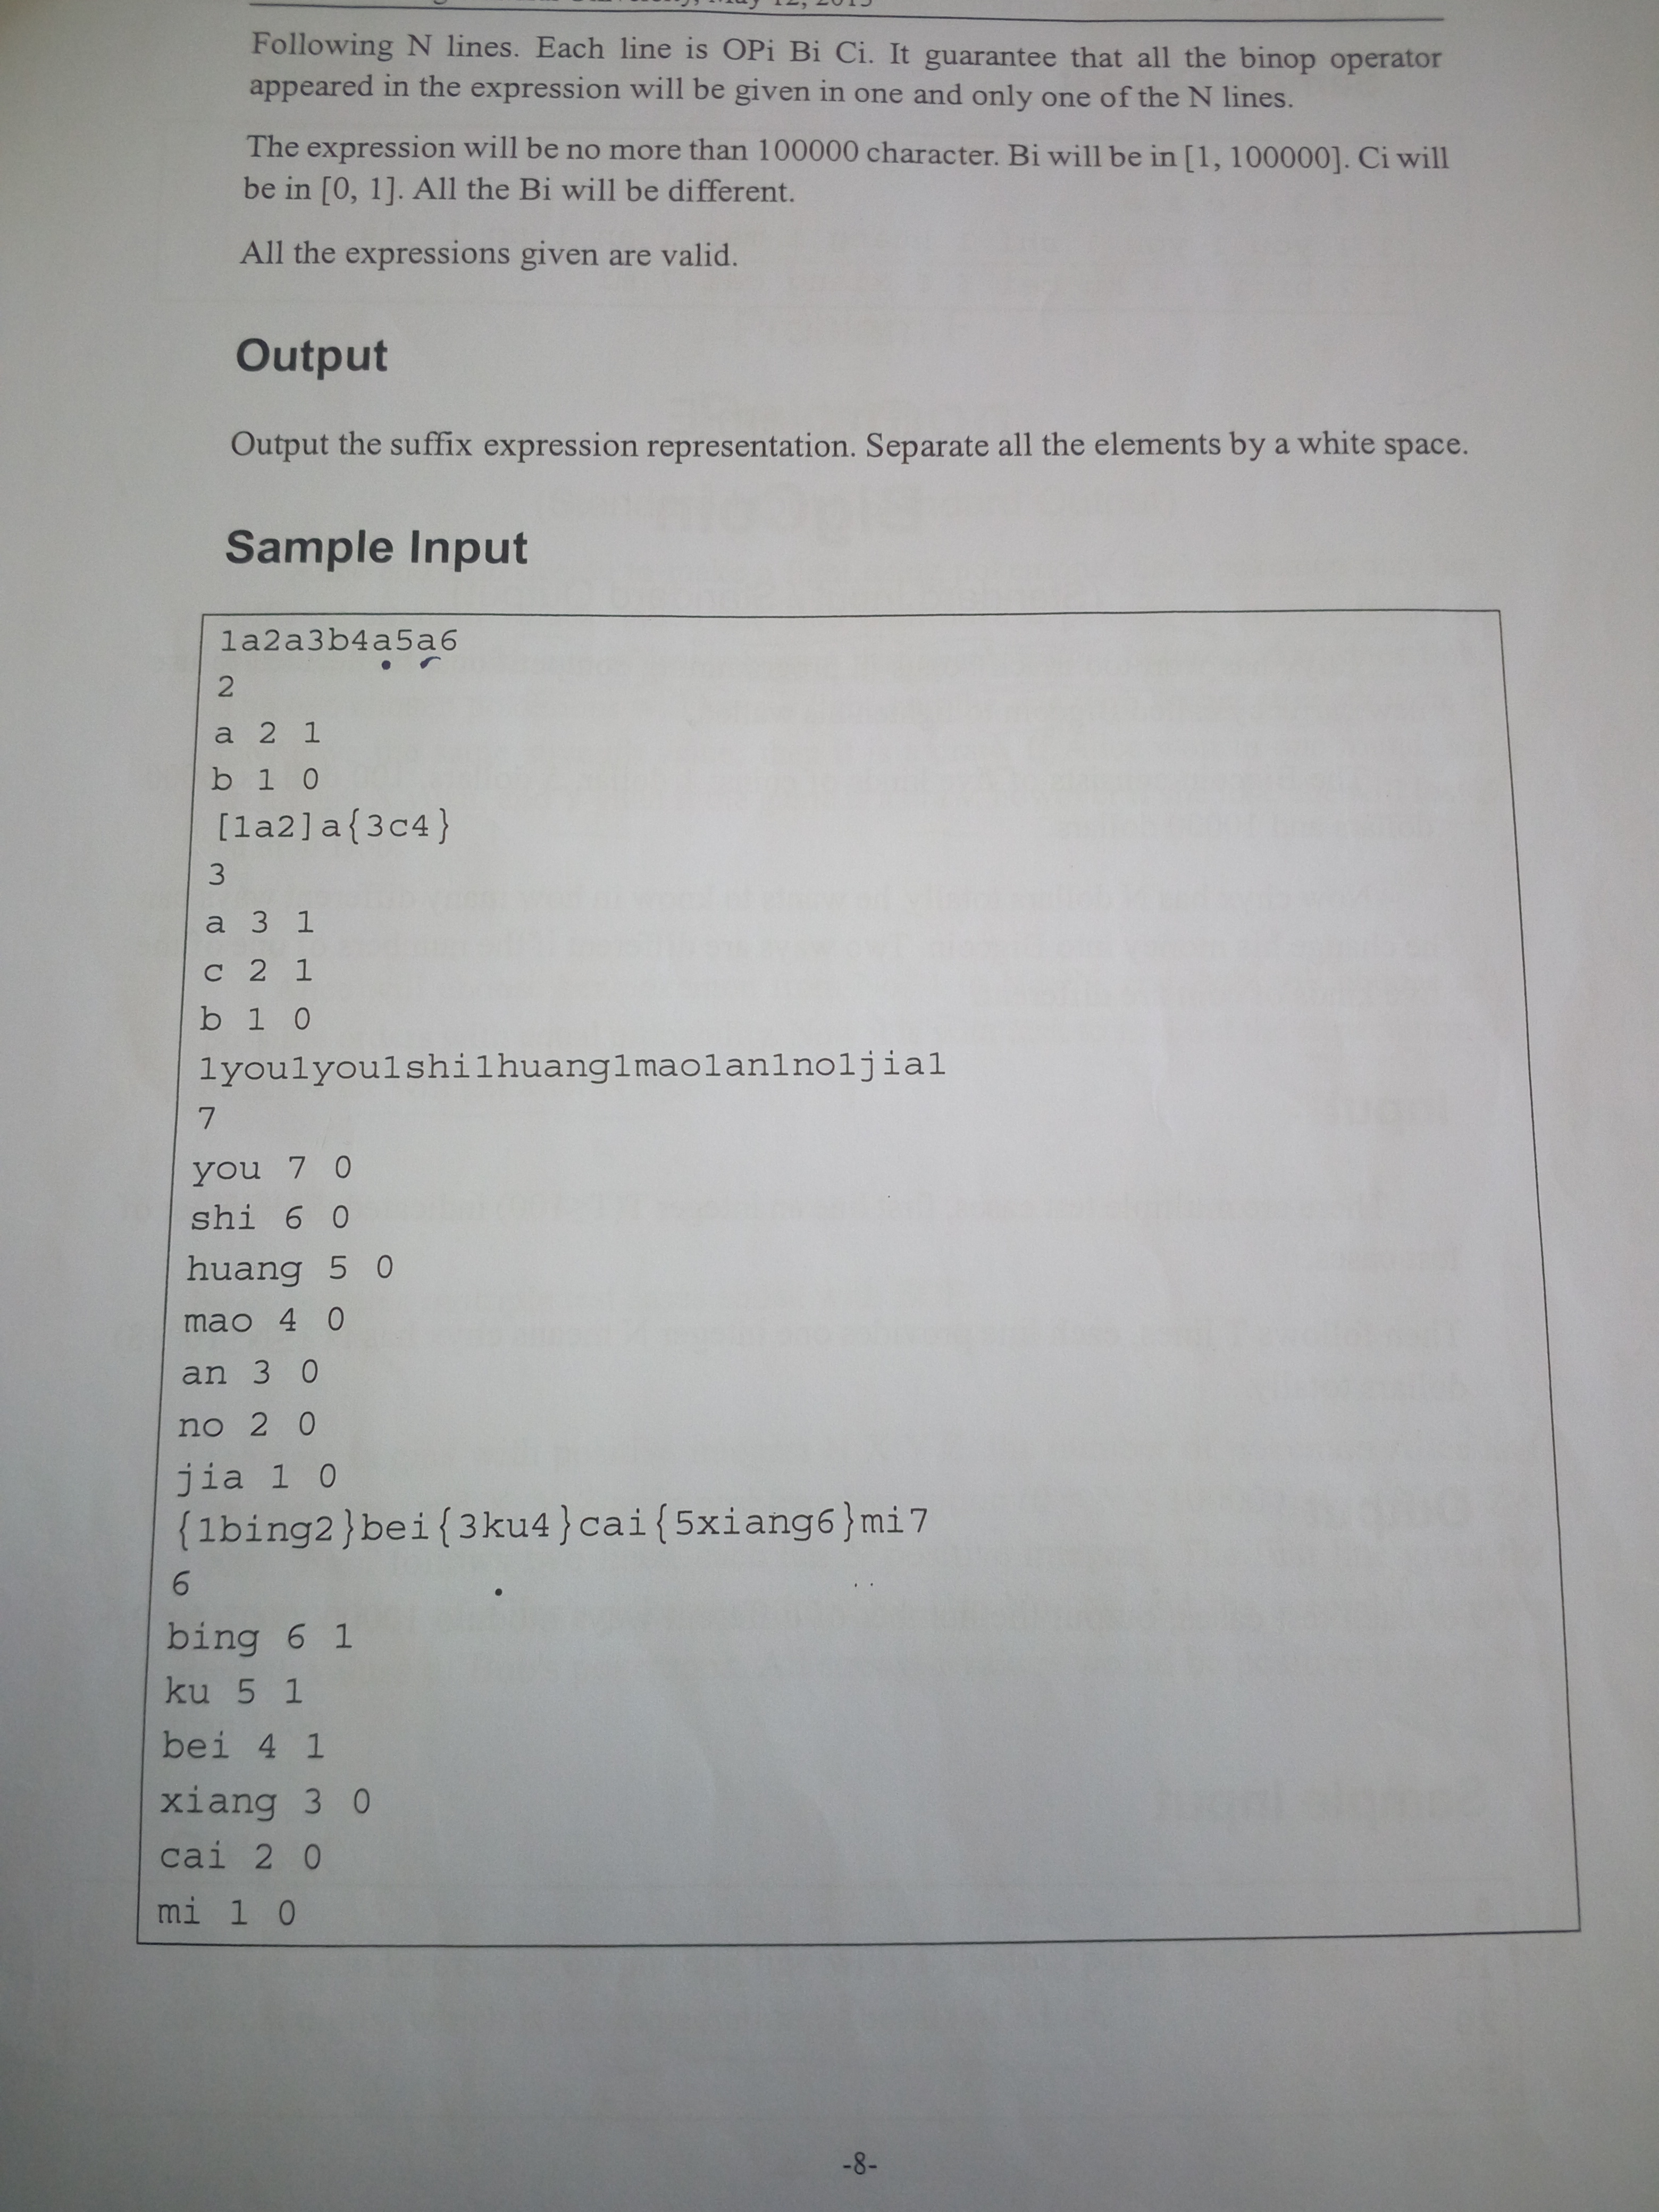 University, May 12, 2013
Following N lines. Each line is OPi Bi Ci. It guarantee that all the binop operator
appeared in the expression will be given in one and only one of the N lines.
The expression will be no more than 100000 character. Bi will be in [1, 100000]. Ci will
be in [0, 1]. All the Bi will be different.
All the expressions given are valid.
Output
Output the suffix expression representation. Separate all the elements by a white space.
Sample Input
1a2a3b4a5a6
2
a 2 1
b 1 0
[1a2]a{3c4}
3
a 3 1
c 2 1
b 1 0
1you1you1shi1huang1mao1an1no1jia1
7
you 7 0
shi 6 0
huang 5 0
mao 4 0
an 3 0
no 2 0
jia 1 0
{1bing2}bei{3ku4}cai{5xiang6}mi7
6
bing 6 1
ku 5 1
bei 4 1
xiang 3 0
cai 2 0
mi 1 0
-8-